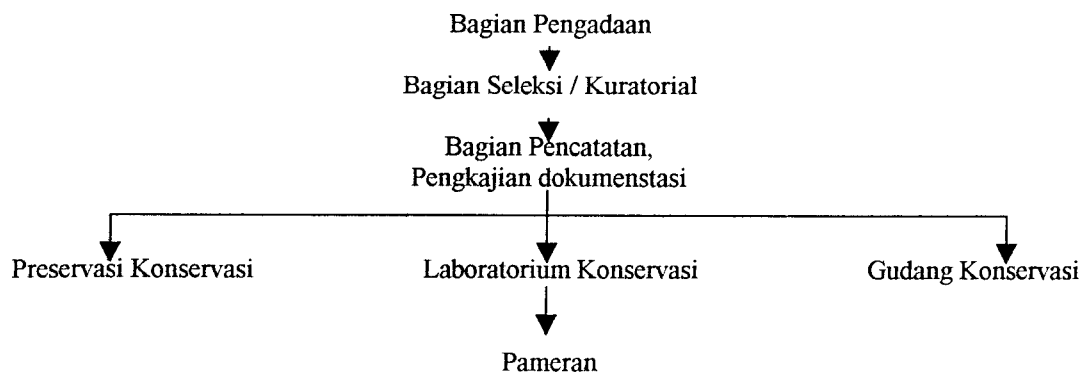 Bagian Pengadaan
Bagian Seleksi / Kuratorial
Bagian Pencatatan,
Pengkajian dokumenstasi
Preservasi Konservasi
Laboratorium Konservasi
Gudang Konservasi
Pameran